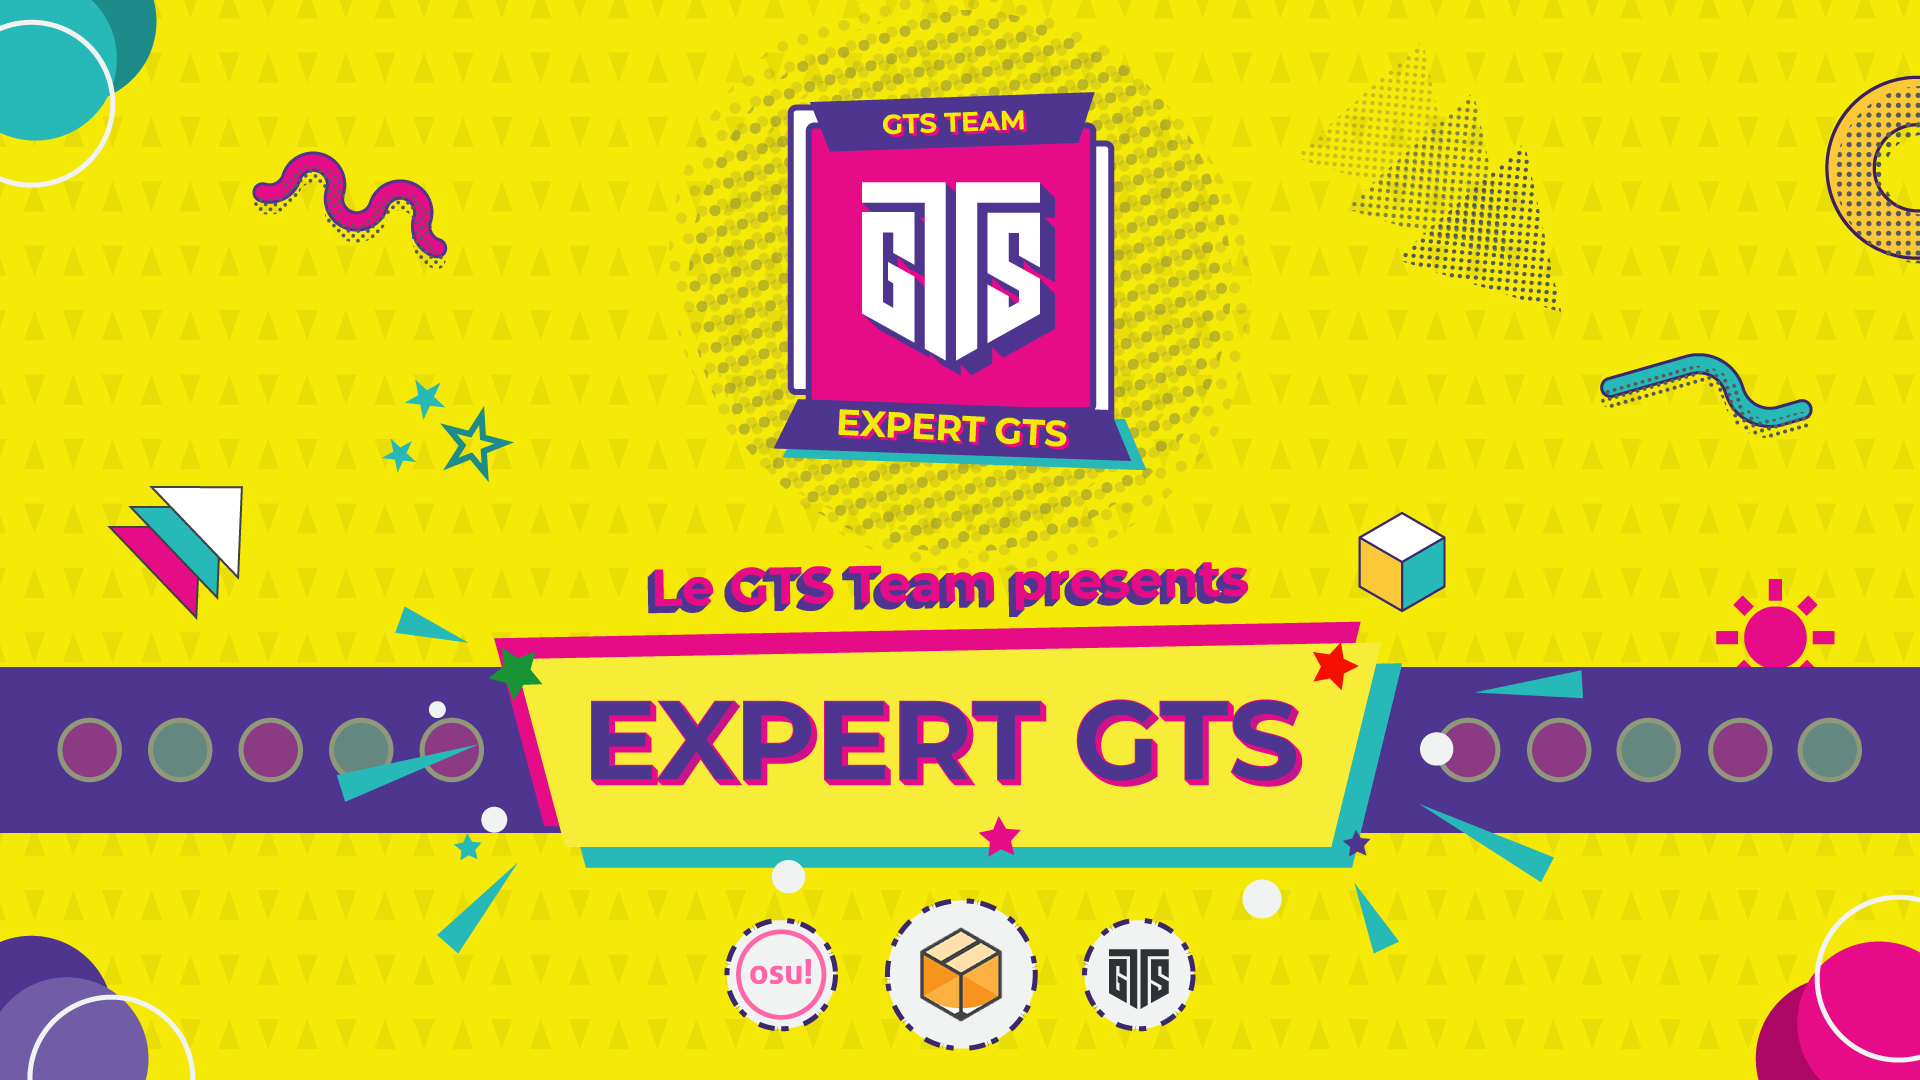 GTS TEAM
GTS
EXPERT GTS
Le GTS Team presents
EXPERT GTS
osu!
GTS